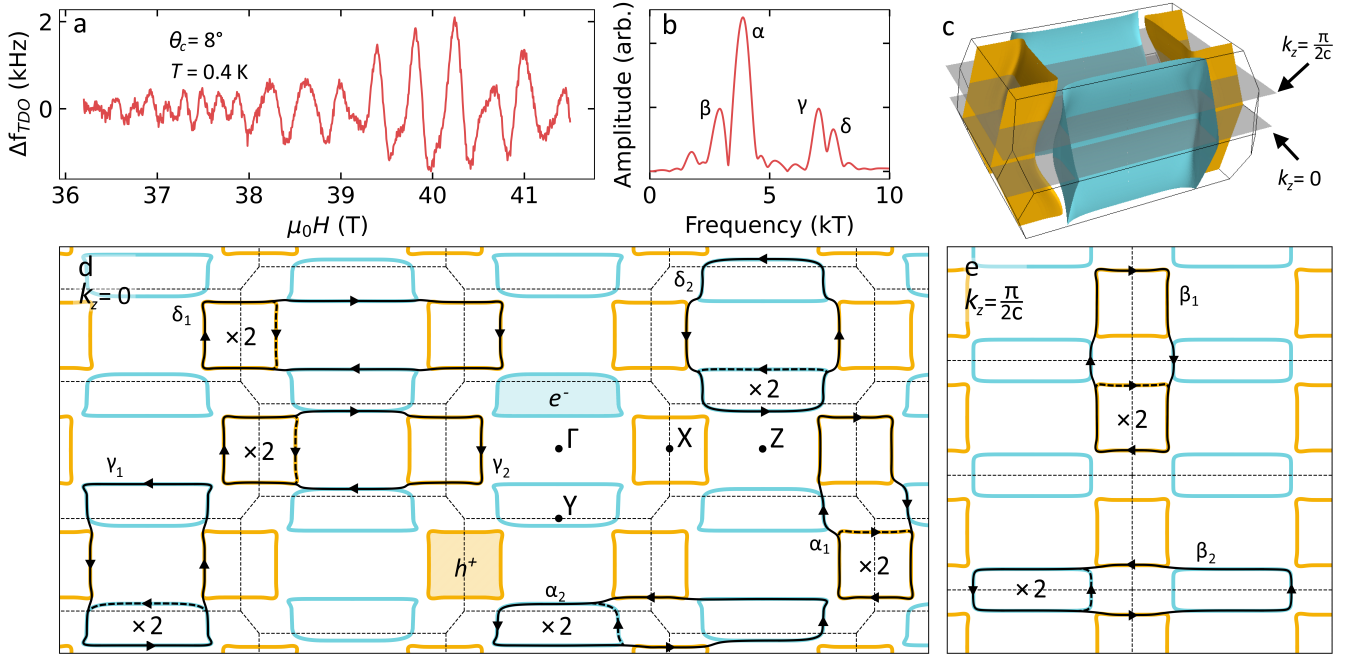 a
θc = 8°
T = 0.4 K
ΔfTDO (kHz)
2
0
36 37 38 39 40 41
μ0H (T)
b
Amplitude (arb.)
α
β
γ
δ
0 5 10
Frequency (kT)
c
kz = π/2c
kz = 0
d
kz = 0
δ1
×2
δ2
×2
e-
×2
γ2
Γ
X
Z
γ1
Y
h+
α1
×2
α2
×2
×2
e
kz = π/2c
β1
×2
β2
×2